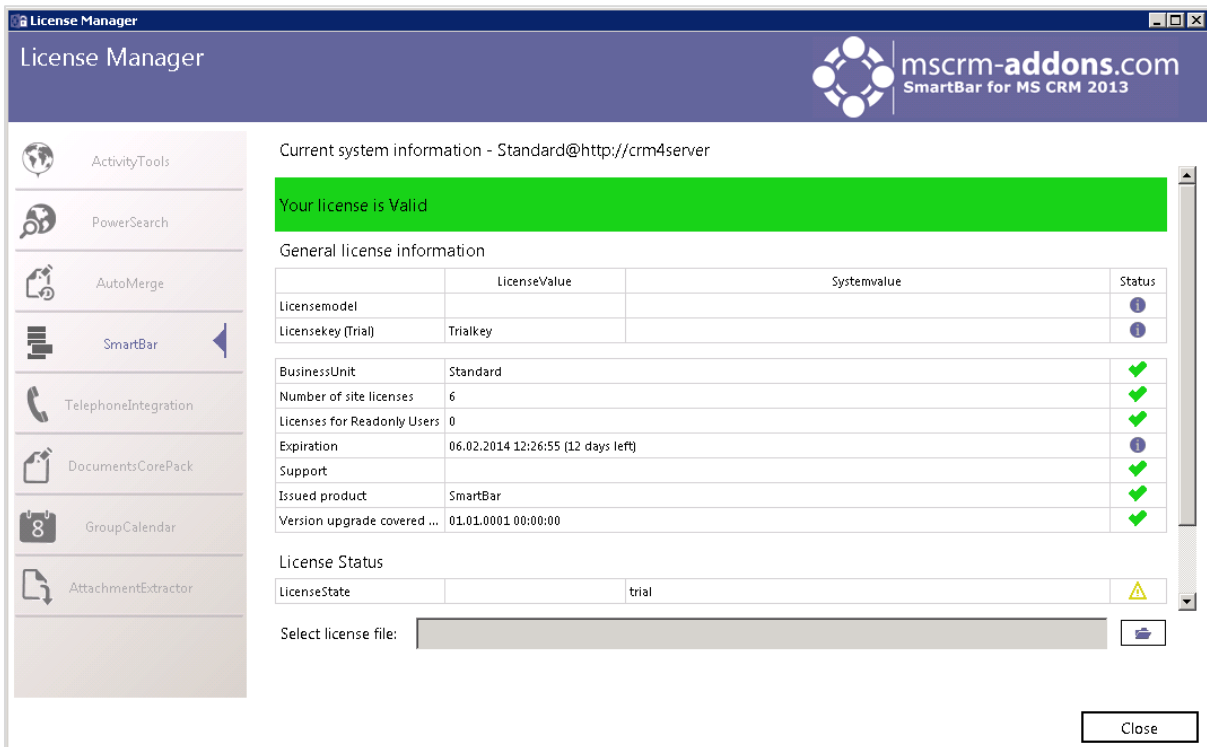 License Manager
License Manager
mscrm-addons.com
SmartBar for MS CRM 2013
ActivityTools
PowerSearch
AutoMerge
SmartBar
TelephoneIntegration
DocumentsCorePack
8
GroupCalendar
AttachmentExtractor
Current system information - Standard@http://crm4server
Your license is Valid
General license information
LicenseValue Systemvalue Status
Licensemodel
Licensekey (Trial) Trialkey
BusinessUnit Standard
Number of site licenses 6
Licenses for Readonly Users 0
Expiration 06.02.2014 12:26:55 (12 days left)
Support
Issued product SmartBar
Version upgrade covered ... 01.01.0001 00:00:00
License Status
LicenseState trial
Select license file:
Close